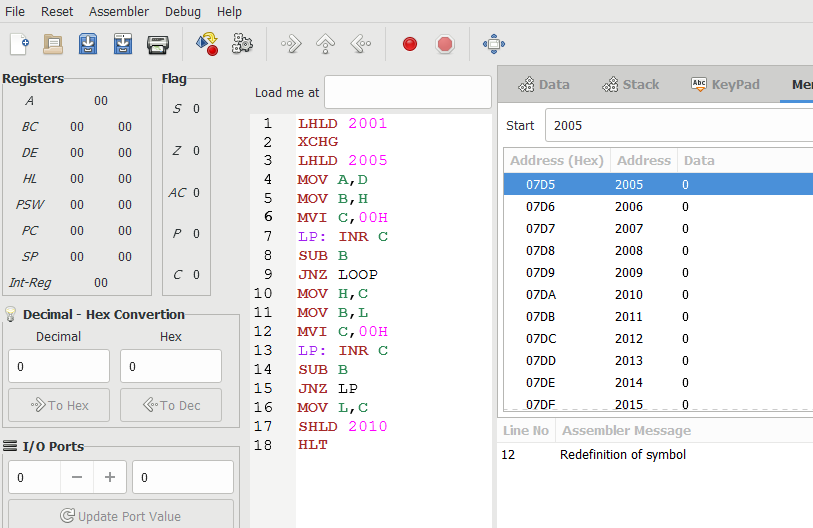 File Reset Assembler Debug Help
Registers
A 00
BC 00 00
DE 00 00
HL 00 00
PSW 00 00
PC 00 00
SP 00 00
Int-Reg 00
Flag
S 0
Z 0
AC 0
P 0
C 0
Decimal - Hex Convertion
Decimal Hex
0 0
To Hex To Dec
I/O Ports
0 − + 0
Update Port Value
Load me at
1 LHLD 2001
2 XCHG
3 LHLD 2005
4 MOV A,D
5 MOV B,H
6 MVI C,00H
7 LP: INR C
8 SUB B
9 JNZ LOOP
10 MOV H,C
11 MOV B,L
12 MVI C,00H
13 LP: INR C
14 SUB B
15 JNZ LP
16 MOV L,C
17 SHLD 2010
18 HLT
Data Stack Abc KeyPad Mem
Start 2005
Address (Hex) Address Data
07D5 2005 0
07D6 2006 0
07D7 2007 0
07D8 2008 0
07D9 2009 0
07DA 2010 0
07DB 2011 0
07DC 2012 0
07DD 2013 0
07DE 2014 0
07DF 2015 0
Line No Assembler Message
12 Redefinition of symbol